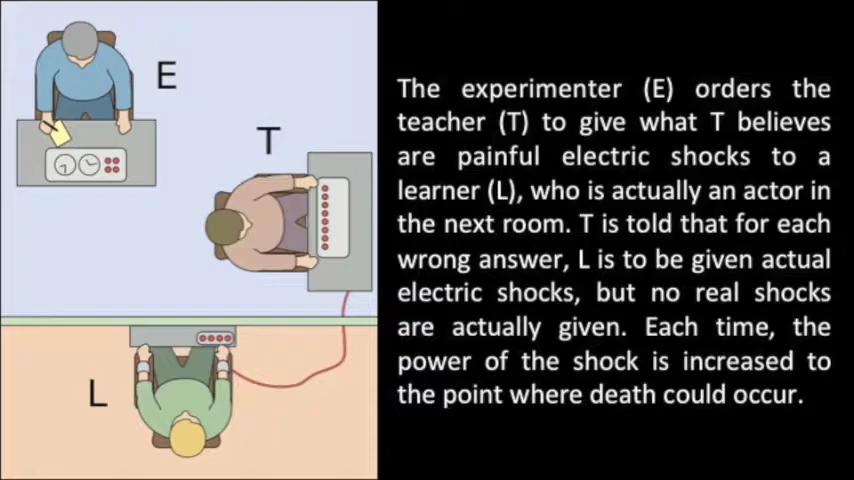 E
T
L
The experimenter (E) orders the
teacher (T) to give what T believes
are painful electric shocks to a
learner (L), who is actually an actor in
the next room. T is told that for each
wrong answer, L is to be given actual
electric shocks, but no real shocks
are actually given. Each time, the
power of the shock is increased to
the point where death could occur.